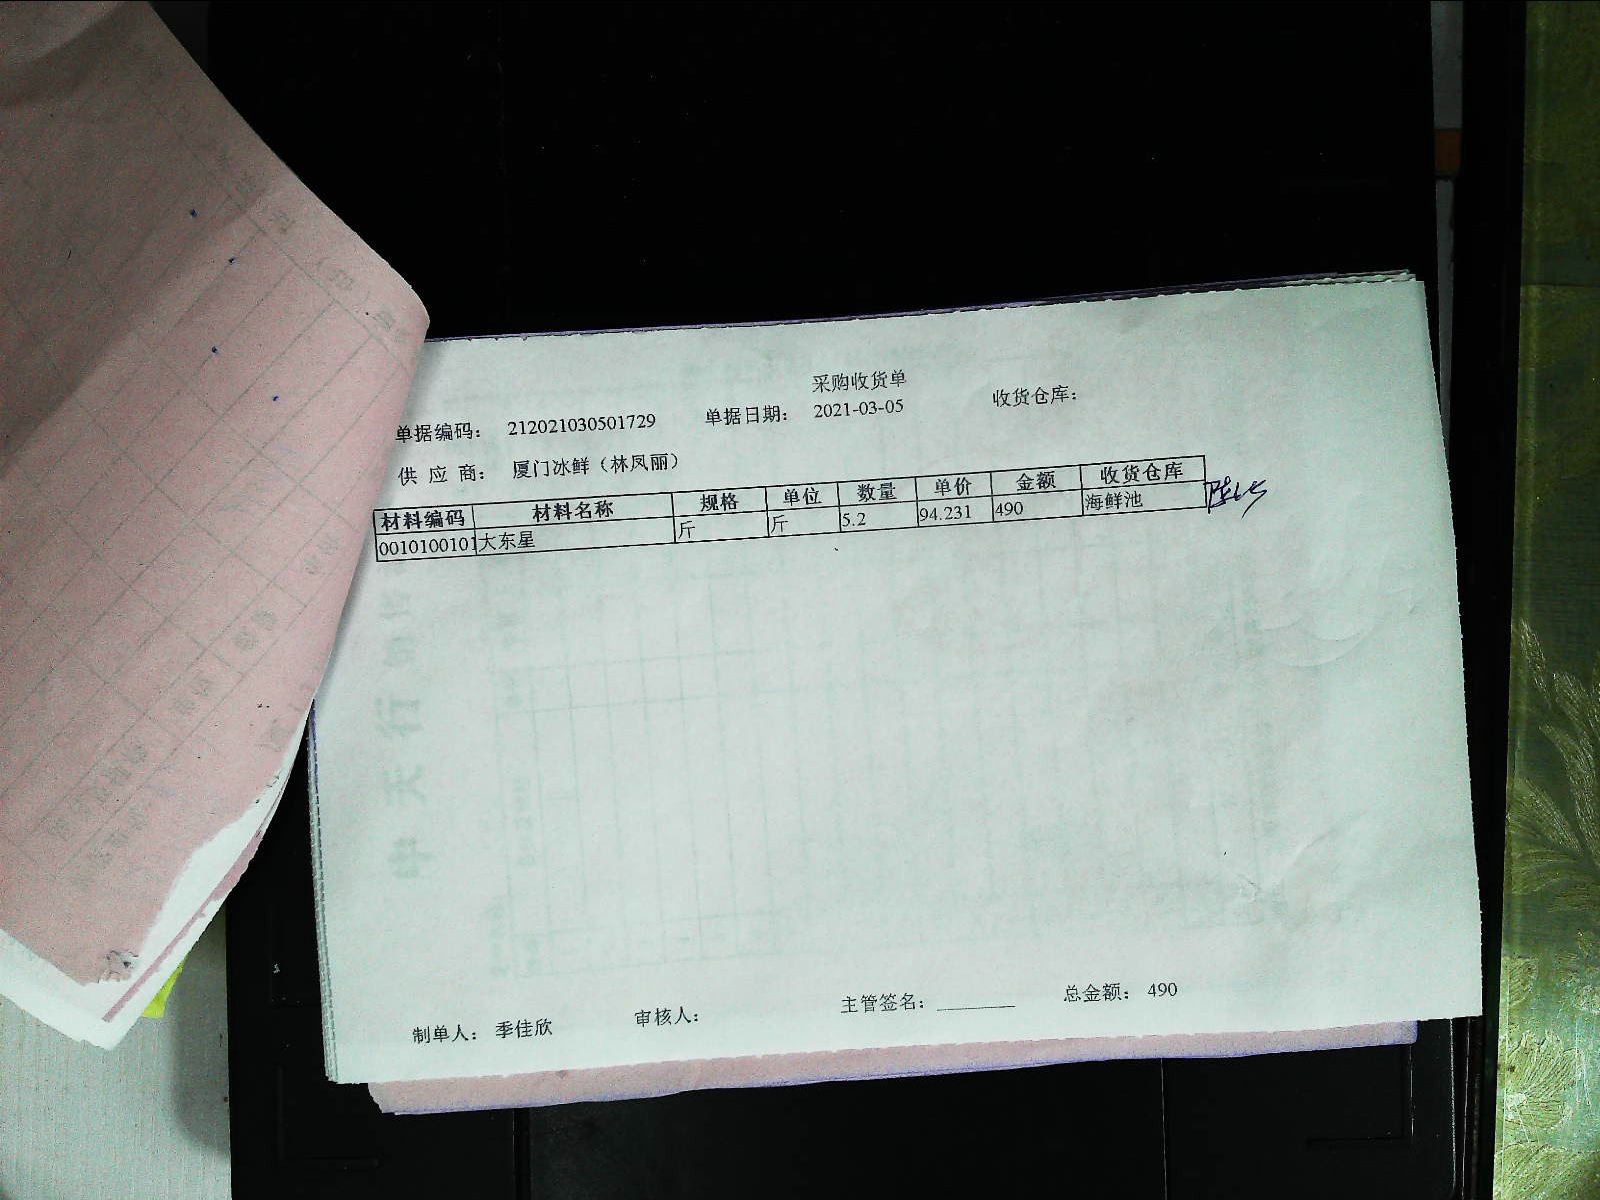 采购收货单
单据编码： 212021030501729 单据日期： 2021-03-05 收货仓库：
供 应 商： 厦门冰鲜（林凤丽）
材料编码 材料名称 规格 单位 数量 单价 金额 收货仓库
0010100101 大东星 斤 斤 5.2 94.231 490 海鲜池
制单人： 季佳欣 审核人： 主管签名：________ 总金额： 490